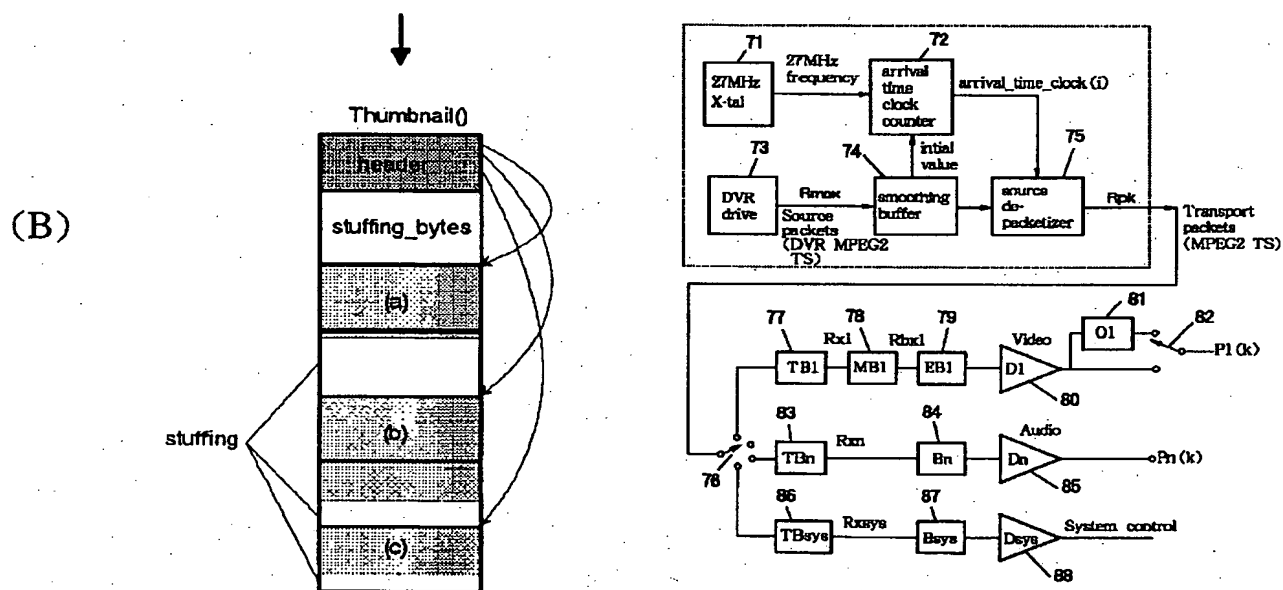 (B)
Thumbnail()
header
stuffing_bytes
(a)
(b)
(c)
stuffing
71
27MHz
X-tal
27MHz
frequency
72
arrival
time
clock
counter
arrival_time_clock(i)
intial
value
73
DVR
drive
Rmax
Source
packets
(DVR MPEG2
TS)
74
smoothing
buffer
75
source
de-
packetizer
Rpk
Transport
packets
(MPEG2 TS)
76
77
TB1
Rx1
78
MB1
Rbx1
79
EB1
Video
D1
80
81
O1
82
P1(k)
83
TBn
Rxn
84
Bn
Audio
Dn
85
Pn(k)
86
TBsys
Rxsys
87
Bsys
Dsys
88
System control